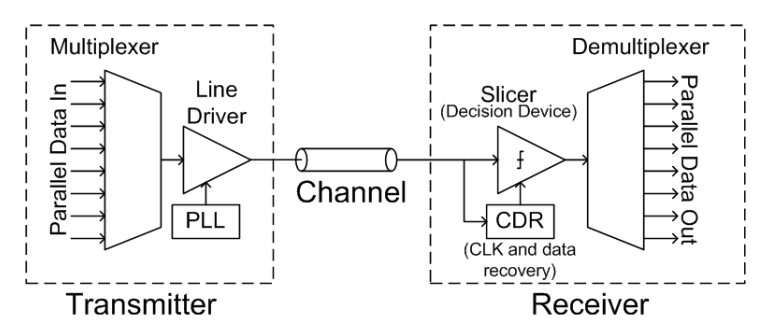 Multiplexer
Parallel Data In
Line
Driver
PLL
Channel
Transmitter
Demultiplexer
Slicer
(Decision Device)
CDR
(CLK and data
recovery)
Parallel Data Out
Receiver